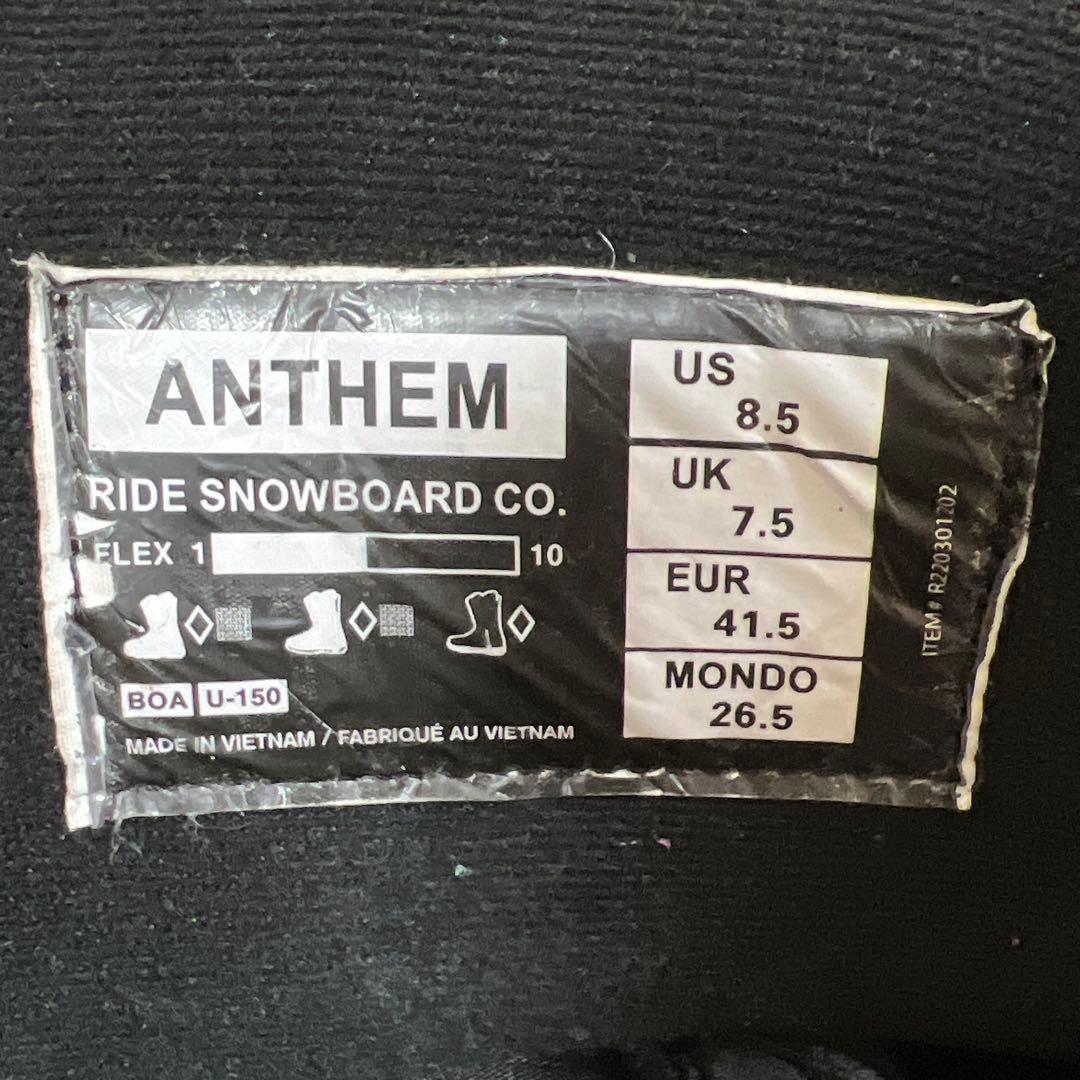 ANTHEM
RIDE SNOWBOARD CO.
FLEX 1 10
BOA U-150
MADE IN VIETNAM / FABRIQUÉ AU VIETNAM
US
8.5
UK
7.5
EUR
41.5
MONDO
26.5
ITEM# R220301202